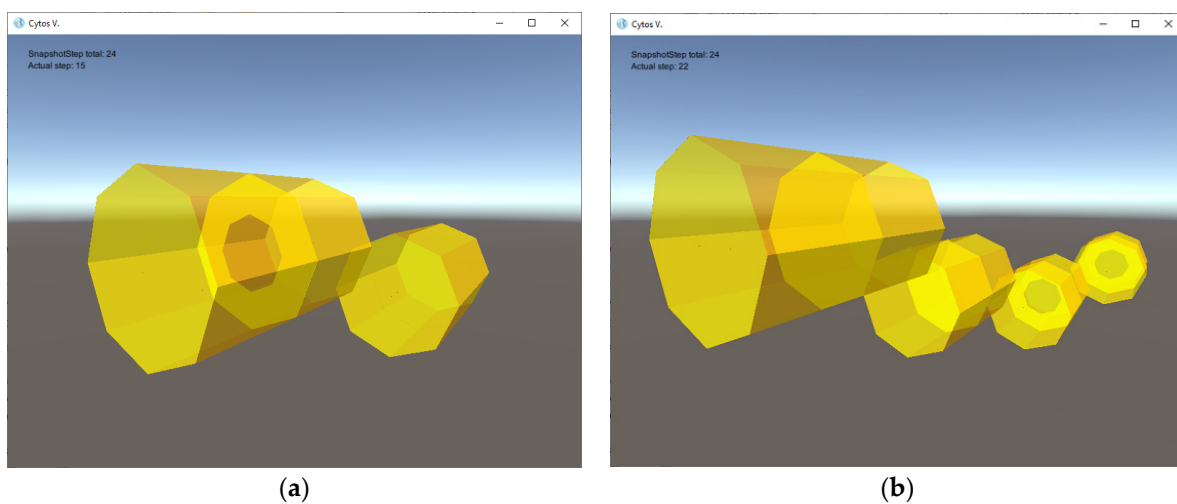 Cytos V.
SnapshotStep total: 24
Actual step: 15
Cytos V.
SnapshotStep total: 24
Actual step: 22
(a)
(b)